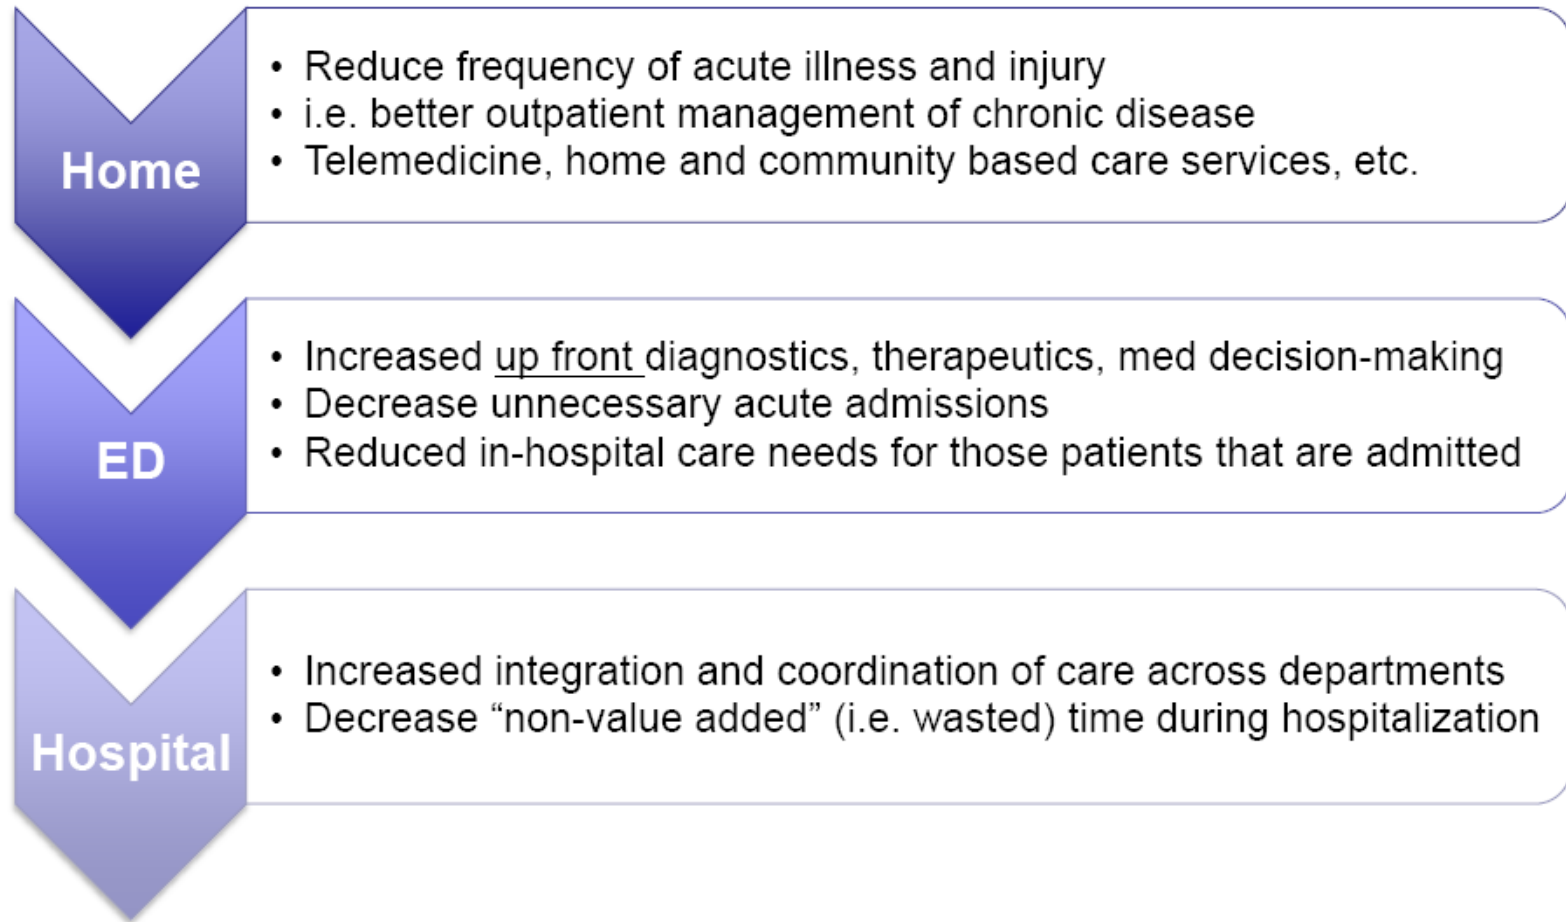 Home
• Reduce frequency of acute illness and injury
• i.e. better outpatient management of chronic disease
• Telemedicine, home and community based care services, etc.
ED
• Increased up front diagnostics, therapeutics, med decision-making
• Decrease unnecessary acute admissions
• Reduced in-hospital care needs for those patients that are admitted
Hospital
• Increased integration and coordination of care across departments
• Decrease “non-value added” (i.e. wasted) time during hospitalization